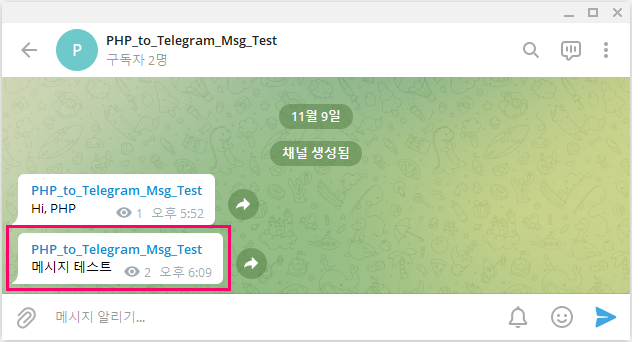 P
PHP_to_Telegram_Msg_Test
구독자 2명
11월 9일
채널 생성됨
PHP_to_Telegram_Msg_Test
Hi, PHP 1 오후 5:52
PHP_to_Telegram_Msg_Test
메시지 테스트 2 오후 6:09
메시지 알리기...